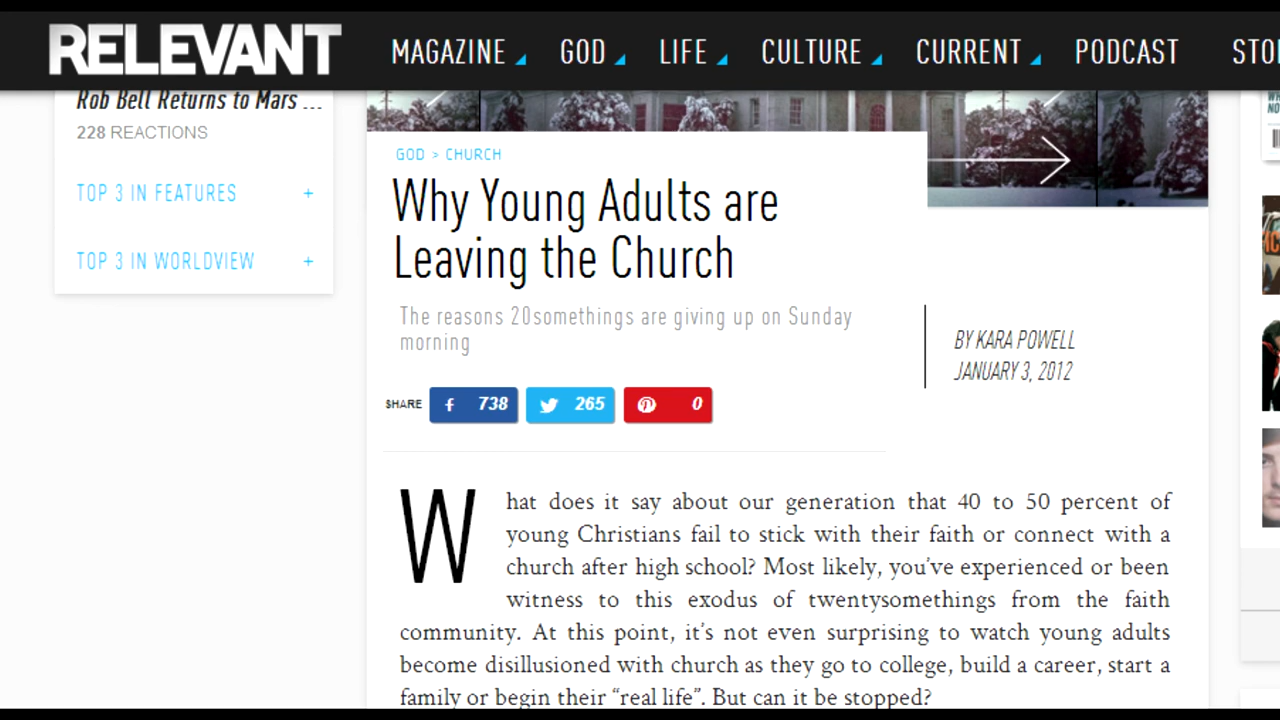 RELEVANT
MAGAZINE GOD LIFE CULTURE CURRENT PODCAST
Rob Bell Returns to Mars ...
228 REACTIONS
TOP 3 IN FEATURES +
TOP 3 IN WORLDVIEW +
GOD > CHURCH
Why Young Adults are
Leaving the Church
The reasons 20somethings are giving up on Sunday
morning
BY KARA POWELL
JANUARY 3, 2012
SHARE 738 265 0
What does it say about our generation that 40 to 50 percent of
young Christians fail to stick with their faith or connect with a
church after high school? Most likely, you’ve experienced or been
witness to this exodus of twentysomethings from the faith
community. At this point, it’s not even surprising to watch young adults
become disillusioned with church as they go to college, build a career, start a
family or begin their “real life”. But can it be stopped?